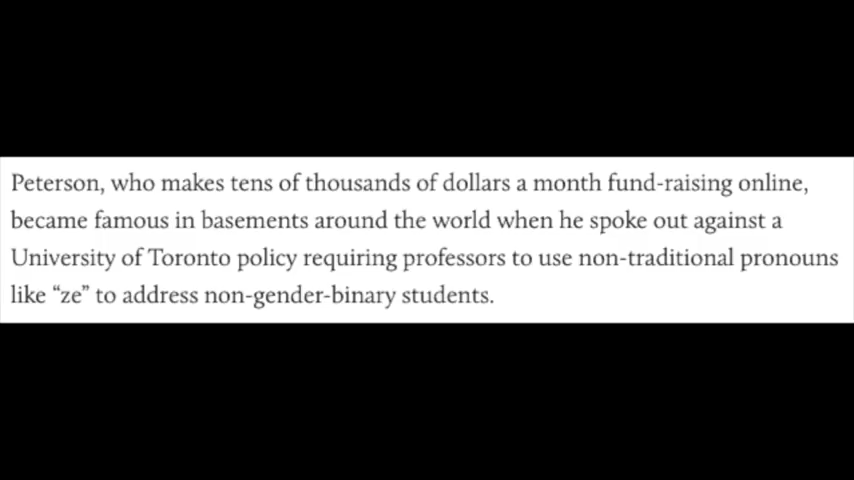 Peterson, who makes tens of thousands of dollars a month fund-raising online,
became famous in basements around the world when he spoke out against a
University of Toronto policy requiring professors to use non-traditional pronouns
like “ze” to address non-gender-binary students.